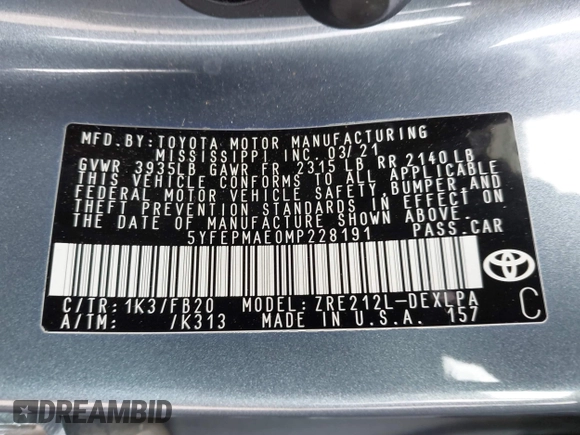 MFD.BY:TOYOTA MOTOR MANUFACTURING
MISSISSIPPI INC. 03/21
GVWR 3935LB GAWR FR 2315 LB RR 2140LB
THIS VEHICLE CONFORMS TO ALL APPLICABLE
FEDERAL MOTOR VEHICLE SAFETY, BUMPER, AND
THEFT PREVENTION STANDARDS IN EFFECT ON
THE DATE OF MANUFACTURE SHOWN ABOVE.
5YFEPMAE0MP228191 PASS.CAR
C/TR: 1K3/FB20 MODEL: ZRE212L-DEXLPA
A/TM: /K313 MADE IN U.S.A. 157
C
DREAMBID